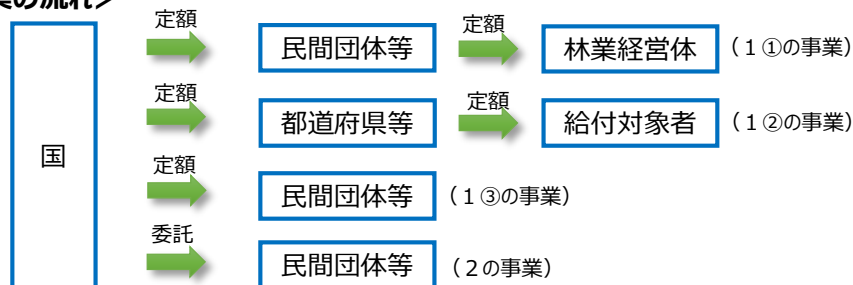 業の流れ＞
定額 定額
民間団体等 林業経営体 （１①の事業）
定額 定額
都道府県等 給付対象者 （１②の事業）
国
定額
民間団体等 （１③の事業）
委託
民間団体等 （２の事業）